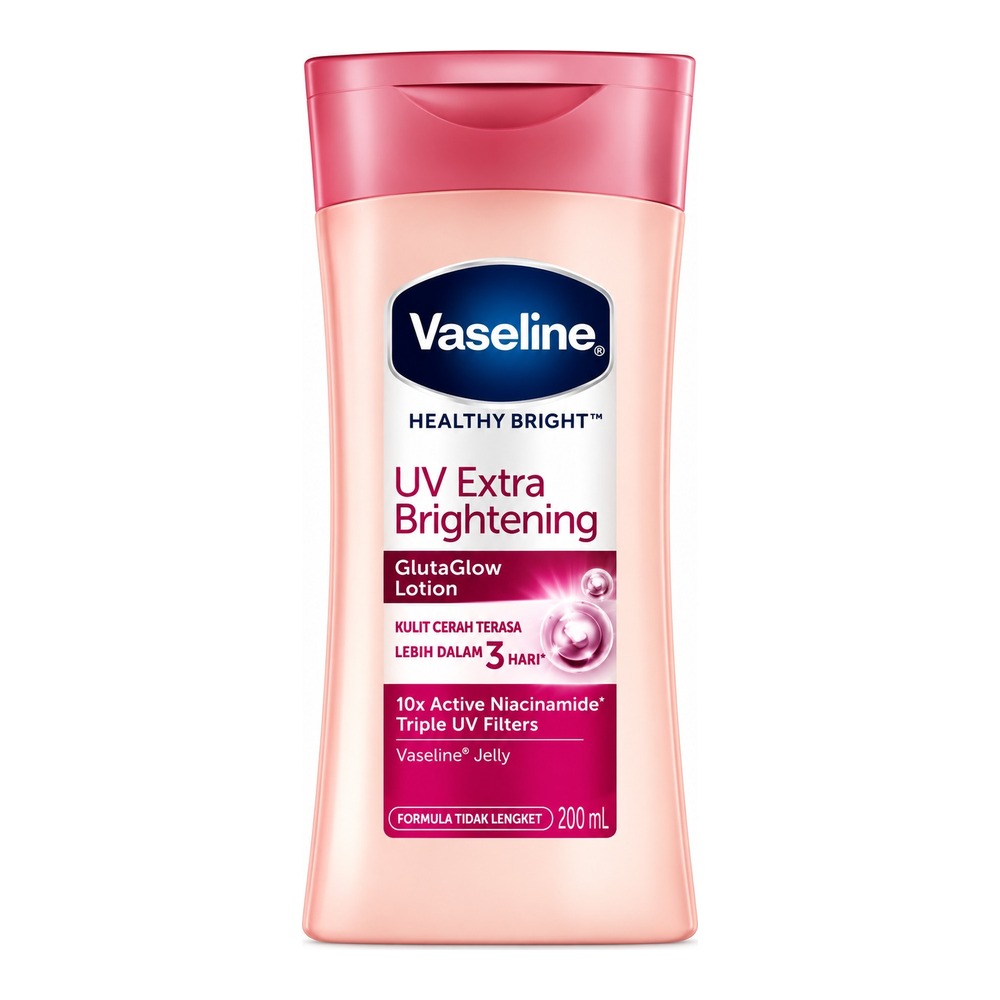 Vaseline®
HEALTHY BRIGHT™
UV Extra
Brightening
GlutaGlow
Lotion
KULIT CERAH TERASA
LEBIH DALAM 3 HARI*
10x Active Niacinamide*
Triple UV Filters
Vaseline® Jelly
FORMULA TIDAK LENGKET 200 mL